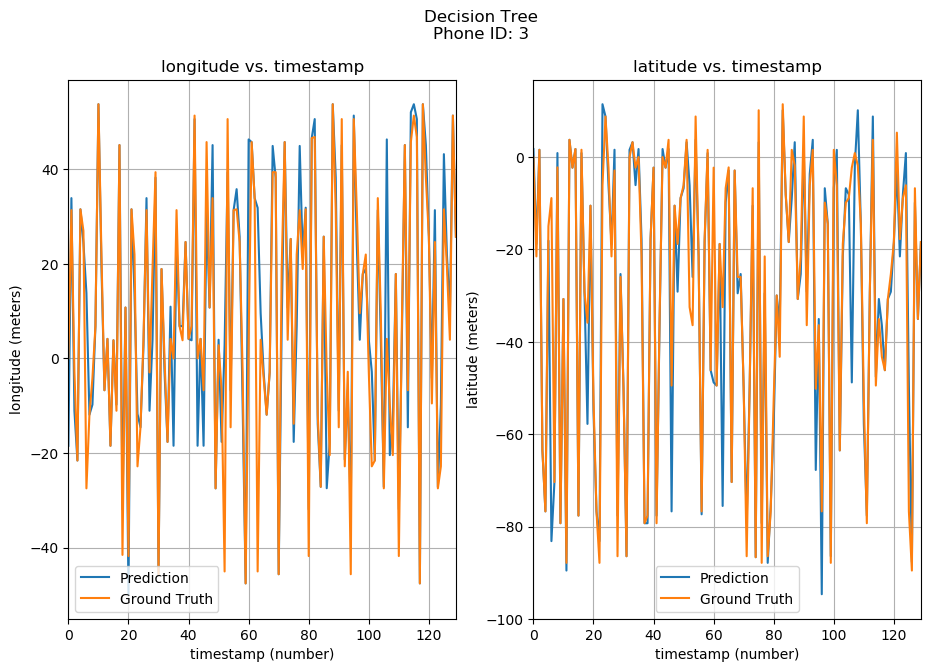 Decision Tree
Phone ID: 3
longitude vs. timestamp
latitude vs. timestamp
longitude (meters)
40
20
0
−20
−40
0 20 40 60 80 100 120
timestamp (number)
Prediction
Ground Truth
latitude (meters)
0
−20
−40
−60
−80
−100
0 20 40 60 80 100 120
timestamp (number)
Prediction
Ground Truth